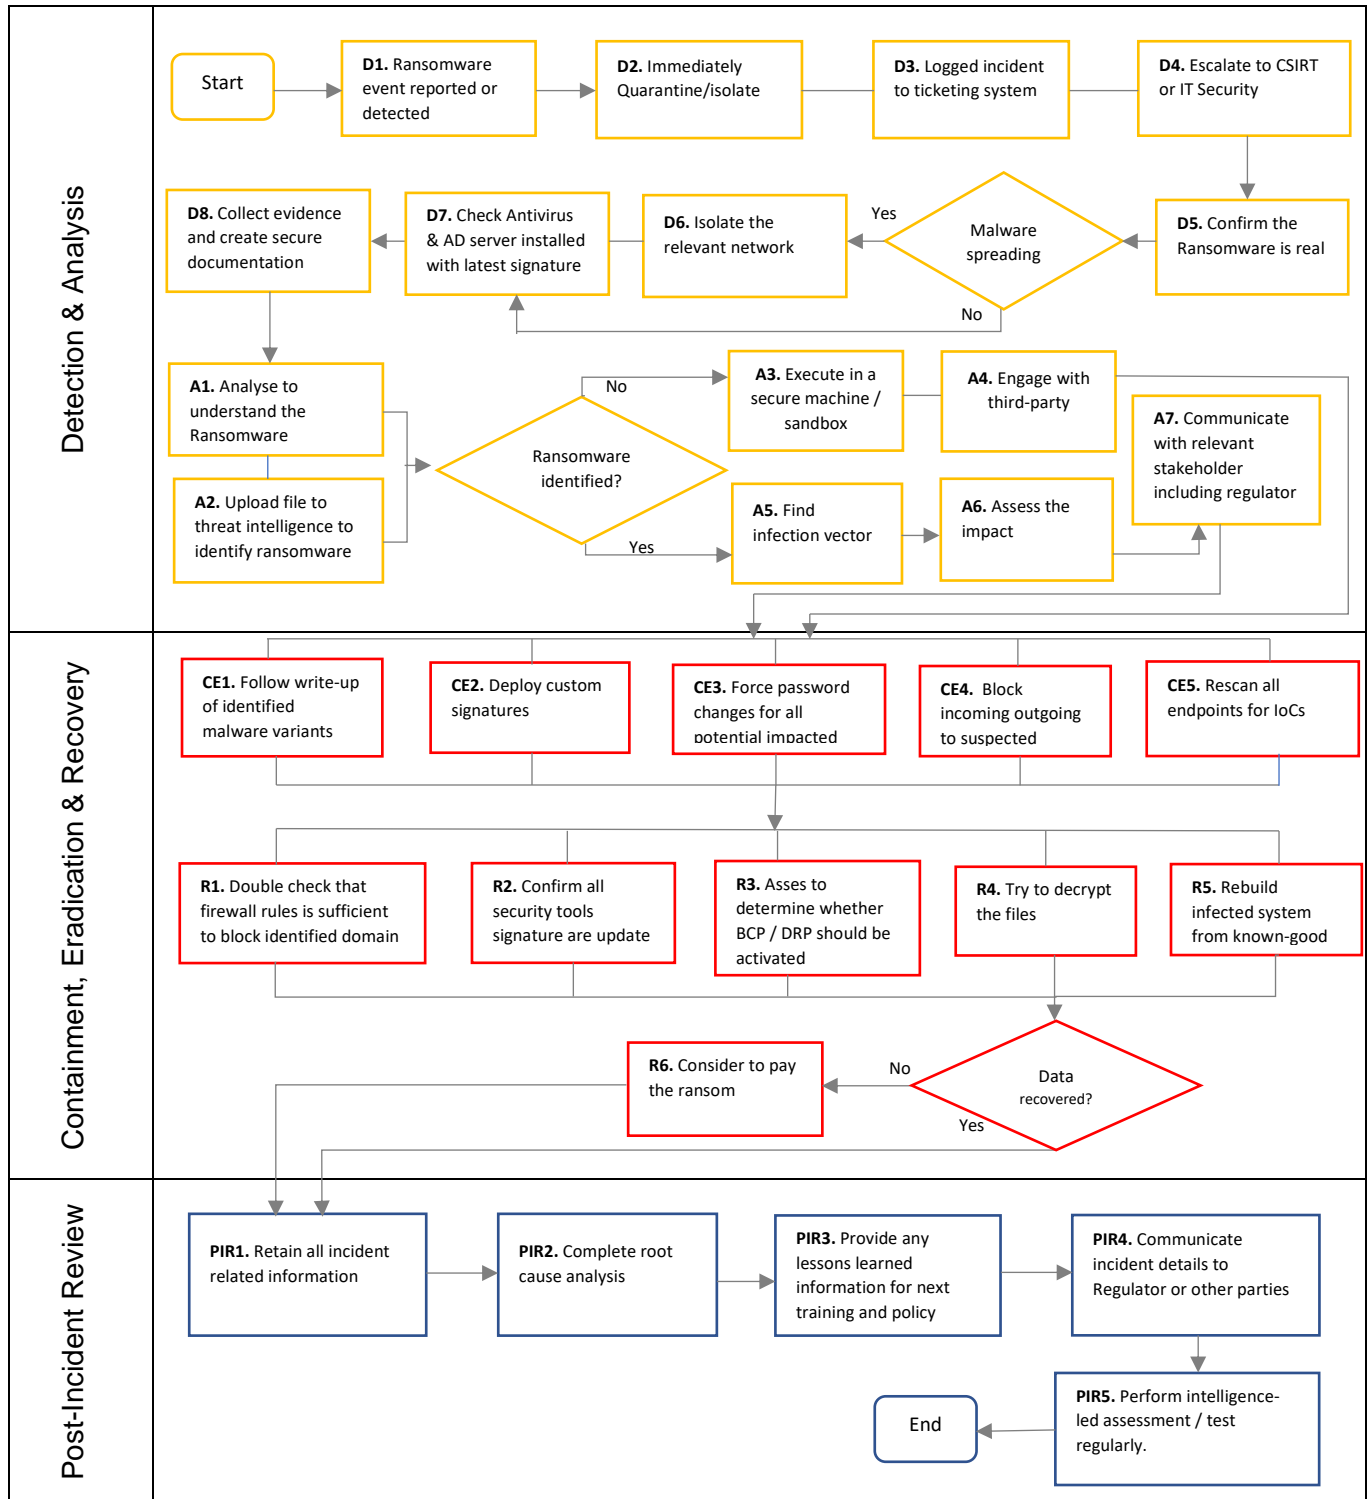 Detection & Analysis
Start
D1. Ransomware
event reported or
detected
D2. Immediately
Quarantine/isolate
D3. Logged incident
to ticketing system
D4. Escalate to CSIRT
or IT Security
D8. Collect evidence
and create secure
documentation
D7. Check Antivirus
& AD server installed
with latest signature
D6. Isolate the
relevant network
Yes
Malware
spreading
No
D5. Confirm the
Ransomware is real
A1. Analyse to
understand the
Ransomware
A2. Upload file to
threat intelligence to
identify ransomware
Ransomware
identified?
No
Yes
A3. Execute in a
secure machine /
sandbox
A4. Engage with
third-party
A5. Find
infection vector
A6. Assess the
impact
A7. Communicate
with relevant
stakeholder
including regulator
Containment, Eradication & Recovery
CE1. Follow write-up
of identified
malware variants
CE2. Deploy custom
signatures
CE3. Force password
changes for all
potential impacted
CE4. Block
incoming outgoing
to suspected
CE5. Rescan all
endpoints for IoCs
R1. Double check that
firewall rules is sufficient
to block identified domain
R2. Confirm all
security tools
signature are update
R3. Asses to
determine whether
BCP / DRP should be
activated
R4. Try to decrypt
the files
R5. Rebuild
infected system
from known-good
R6. Consider to pay
the ransom
No
Data
recovered?
Yes
Post-Incident Review
PIR1. Retain all incident
related information
PIR2. Complete root
cause analysis
PIR3. Provide any
lessons learned
information for next
training and policy
PIR4. Communicate
incident details to
Regulator or other parties
End
PIR5. Perform intelligence-
led assessment / test
regularly.